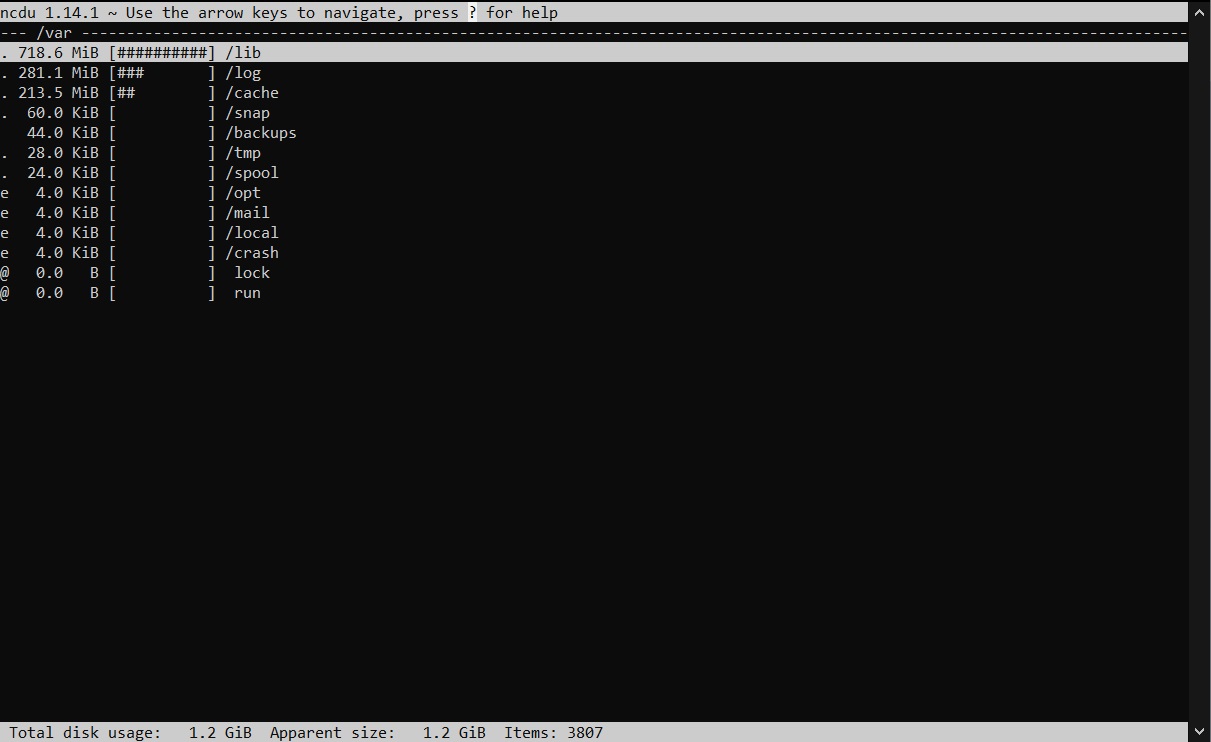 ncdu 1.14.1 ~ Use the arrow keys to navigate, press ? for help
--- /var ---------------------------------------------------------------------------------------------------------------------------
. 718.6 MiB [##########] /lib
. 281.1 MiB [###       ] /log
. 213.5 MiB [##        ] /cache
.  60.0 KiB [          ] /snap
   44.0 KiB [          ] /backups
.  28.0 KiB [          ] /tmp
.  24.0 KiB [          ] /spool
e   4.0 KiB [          ] /opt
e   4.0 KiB [          ] /mail
e   4.0 KiB [          ] /local
e   4.0 KiB [          ] /crash
@   0.0   B [          ]  lock
@   0.0   B [          ]  run
Total disk usage:   1.2 GiB  Apparent size:   1.2 GiB  Items: 3807